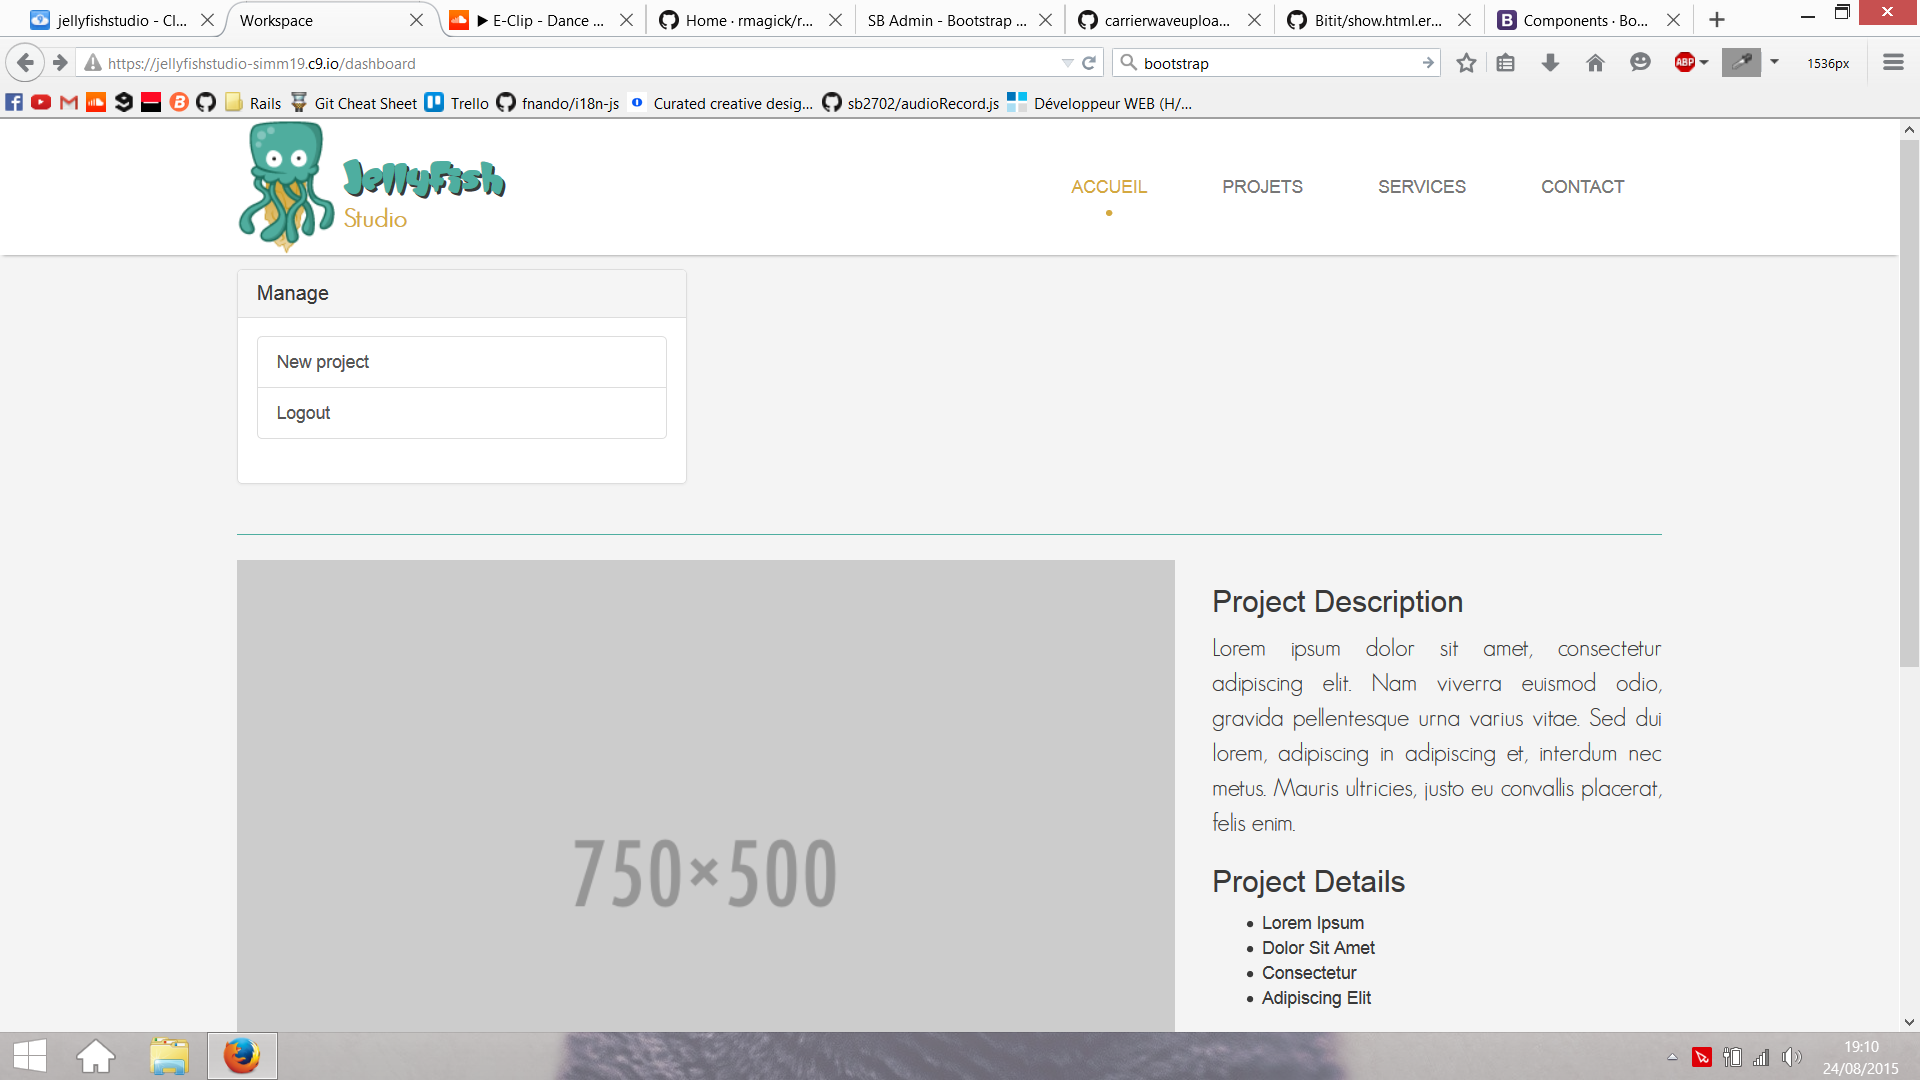 jellyfishstudio - Cl...
Workspace
▶ E-Clip - Dance ...
Home · rmagick/r...
SB Admin - Bootstrap ...
carrierwaveuploa...
Bitit/show.html.er...
Components · Bo...
https://jellyfishstudio-simm19.c9.io/dashboard
bootstrap
ABP
1536px
Rails
Git Cheat Sheet
Trello
fnando/i18n-js
Curated creative desig...
sb2702/audioRecord.js
Développeur WEB (H/...
JellyFish
Studio
ACCUEIL
PROJETS
SERVICES
CONTACT
Manage
New project
Logout
750×500
Project Description
Lorem ipsum dolor sit amet, consectetur
adipiscing elit. Nam viverra euismod odio,
gravida pellentesque urna varius vitae. Sed dui
lorem, adipiscing in adipiscing et, interdum nec
metus. Mauris ultricies, justo eu convallis placerat,
felis enim.
Project Details
Lorem Ipsum
Dolor Sit Amet
Consectetur
Adipiscing Elit
19:10
24/08/2015